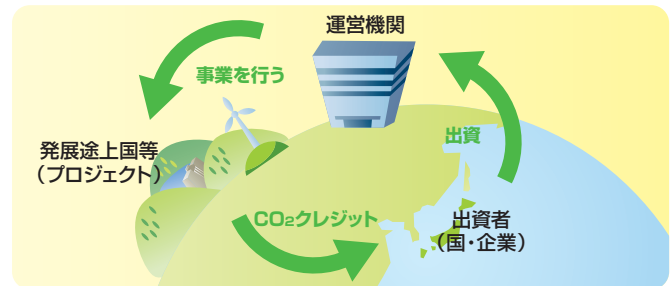 運営機関
事業を行う
発展途上国等
（プロジェクト）
出資
CO₂クレジット
出資者
（国・企業）